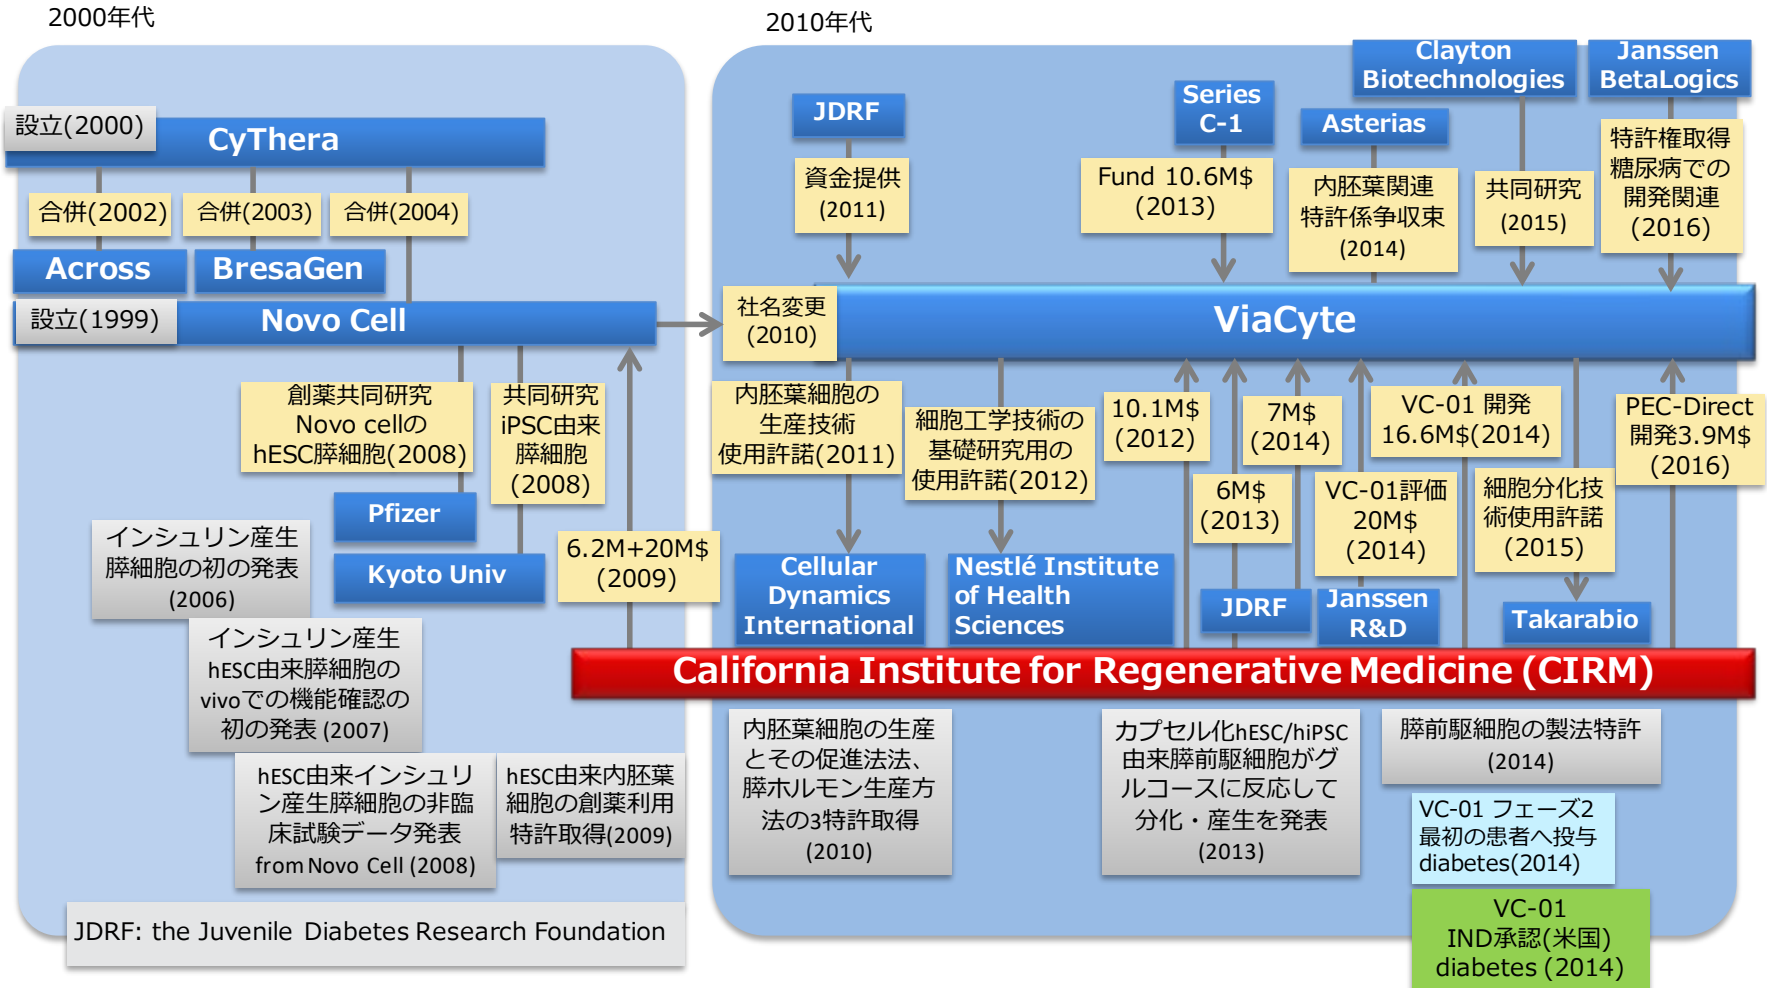 2000年代
設立(2000)
CyThera
合併(2002)
合併(2003)
合併(2004)
Across
BresaGen
設立(1999)
Novo Cell
創薬共同研究
Novo cellの
hESC膵細胞(2008)
共同研究
iPSC由来
膵細胞
(2008)
Pfizer
Kyoto Univ
6.2M+20M$
(2009)
インシュリン産生
膵細胞の初の発表
(2006)
インシュリン産生
hESC由来膵細胞の
vivoでの機能確認の
初の発表 (2007)
hESC由来インシュリ
ン産生膵細胞の非臨
床試験データ発表
from Novo Cell (2008)
hESC由来内胚葉
細胞の創薬利用
特許取得(2009)
JDRF: the Juvenile Diabetes Research Foundation
2010年代
JDRF
資金提供
(2011)
Series
C-1
Fund 10.6M$
(2013)
Asterias
内胚葉関連
特許係争収束
(2014)
Clayton
Biotechnologies
共同研究
(2015)
Janssen
BetaLogics
特許権取得
糖尿病での
開発関連
(2016)
社名変更
(2010)
ViaCyte
内胚葉細胞の
生産技術
使用許諾(2011)
細胞工学技術の
基礎研究用の
使用許諾(2012)
10.1M$
(2012)
6M$
(2013)
7M$
(2014)
VC-01評価
20M$
(2014)
VC-01 開発
16.6M$(2014)
細胞分化技
術使用許諾
(2015)
PEC-Direct
開発3.9M$
(2016)
Cellular
Dynamics
International
Nestlé Institute
of Health
Sciences
JDRF
Janssen
R&D
Takarabio
California Institute for Regenerative Medicine (CIRM)
内胚葉細胞の生産
とその促進法法、
膵ホルモン生産方
法の3特許取得
(2010)
カプセル化hESC/hiPSC
由来膵前駆細胞がグ
ルコースに反応して
分化・産生を発表
(2013)
膵前駆細胞の製法特許
(2014)
VC-01 フェーズ2
最初の患者へ投与
diabetes(2014)
VC-01
IND承認(米国)
diabetes (2014)